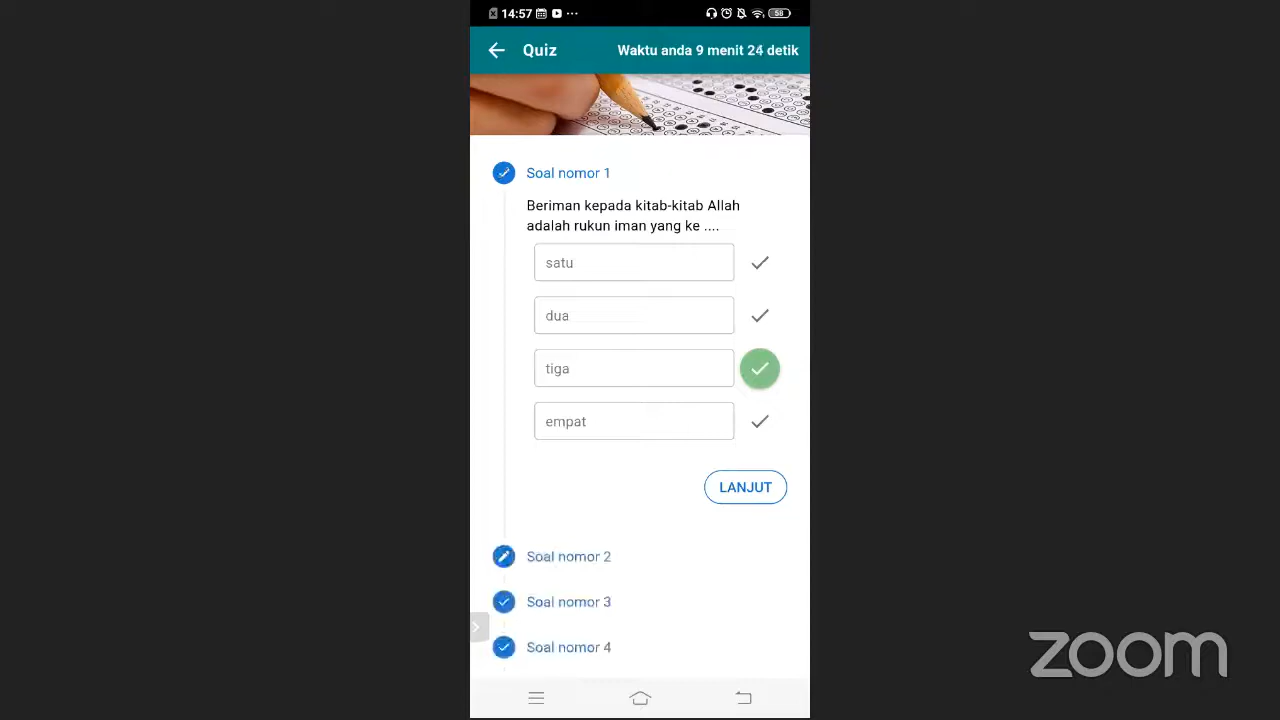 14:57
58
Quiz
Waktu anda 9 menit 24 detik
Soal nomor 1
Beriman kepada kitab-kitab Allah
adalah rukun iman yang ke ....
satu
dua
tiga
empat
LANJUT
Soal nomor 2
Soal nomor 3
Soal nomor 4
zoom